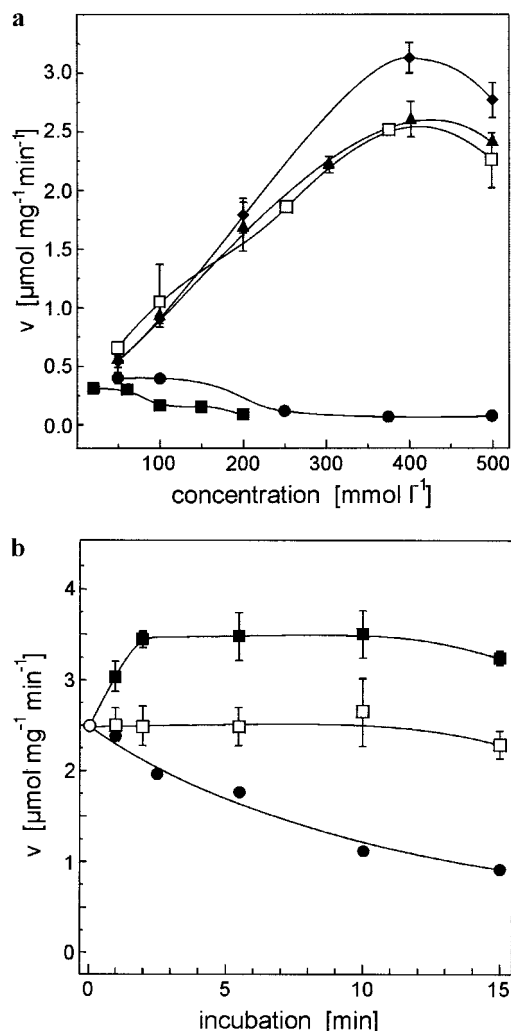 a
3.0
2.5
2.0
1.5
1.0
0.5
0.0
v [µmol mg⁻¹min⁻¹]
100 200 300 400 500
concentration [mmol l⁻¹]
b
4
3
2
1
0
v [µmol mg⁻¹ min⁻¹]
0 5 10 15
incubation [min]